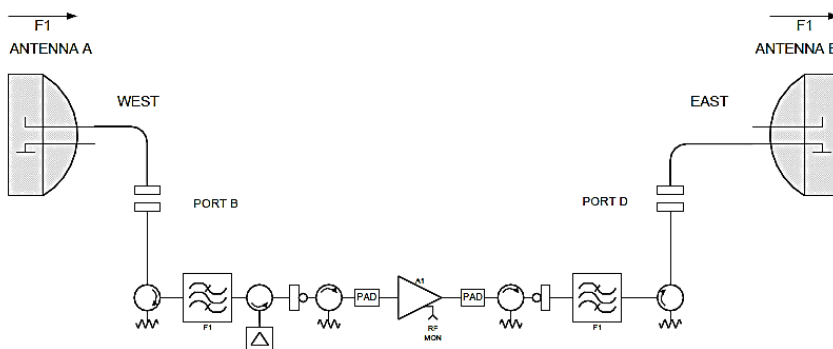 F1
ANTENNA A
WEST
PORT B
F1
ANTENNA B
EAST
PORT D
F1
PAD
A1
RF
MON
PAD
F1